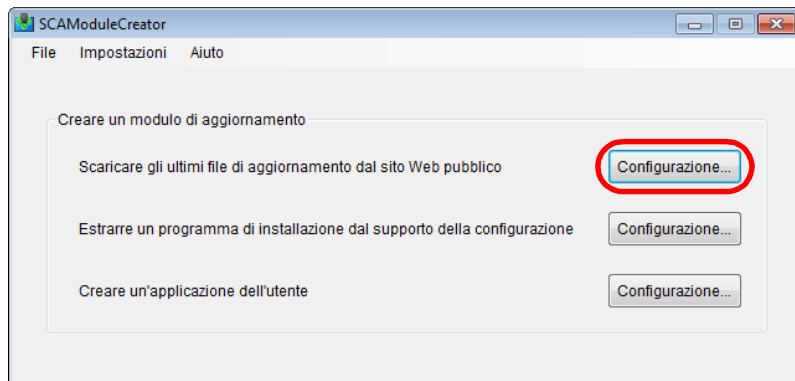 SCAModuleCreator
File Impostazioni Aiuto
Creare un modulo di aggiornamento
Scaricare gli ultimi file di aggiornamento dal sito Web pubblico Configurazione...
Estrarre un programma di installazione dal supporto della configurazione Configurazione...
Creare un'applicazione dell'utente Configurazione...